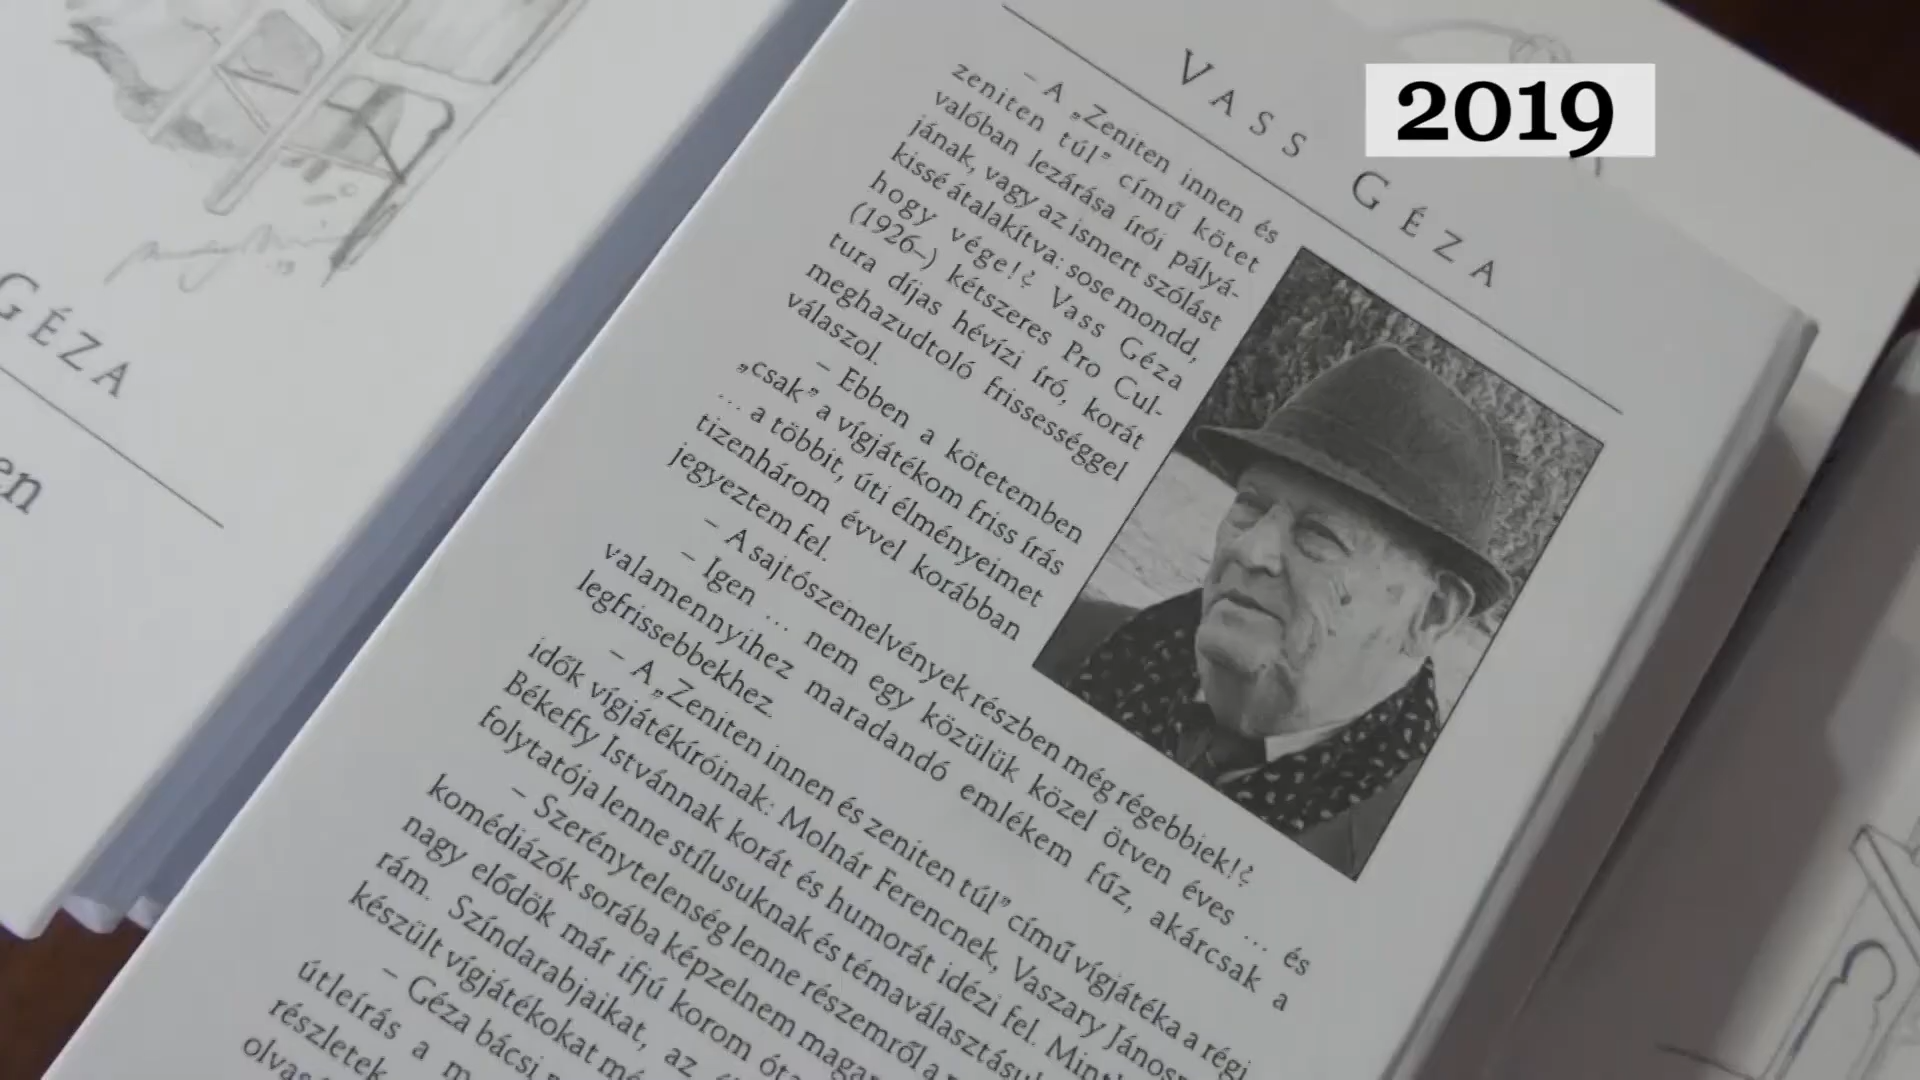 2019
GÉZA
en
VASS GÉZA
– A „Zeniten innen és
zeniten túl” című kötet
valóban lezárása írói pályá-
jának, vagy az ismert szólást
kissé átalakítva: sose mondd,
hogy vége!¿ Vass Géza
(1926–) kétszeres Pro Cul-
tura díjas hévízi író, korát
meghazudtoló frissességgel
válaszol.
– Ebben a kötetemben
„csak” a vígjátékom friss írás
... a többit, úti élményeimet
tizenhárom évvel korábban
jegyeztem fel.
– A sajtószemelvények részben még régebbiek!¿
– Igen ... nem egy közülük közel ötven éves ... és
valamennyihez maradandó emlékem fűz, akárcsak a
legfrissebbekhez.
– A „Zeniten innen és zeniten túl” című vígjátéka a régi
idők vígjátékíróinak: Molnár Ferencnek, Vaszary János
Békeffy Istvánnak korát és humorát idézi fel. Mint
folytatója lenne stílusuknak és témaválasztásu
– Szerénytelenség lenne részemről a
komédiázók sorába képzelnem maga
nagy elődök már ifjú korom óta
rám. Színdarabjaikat, az
készült vígjátékokat mé
– Géza bácsi
útleírás a m
részletek
olvas